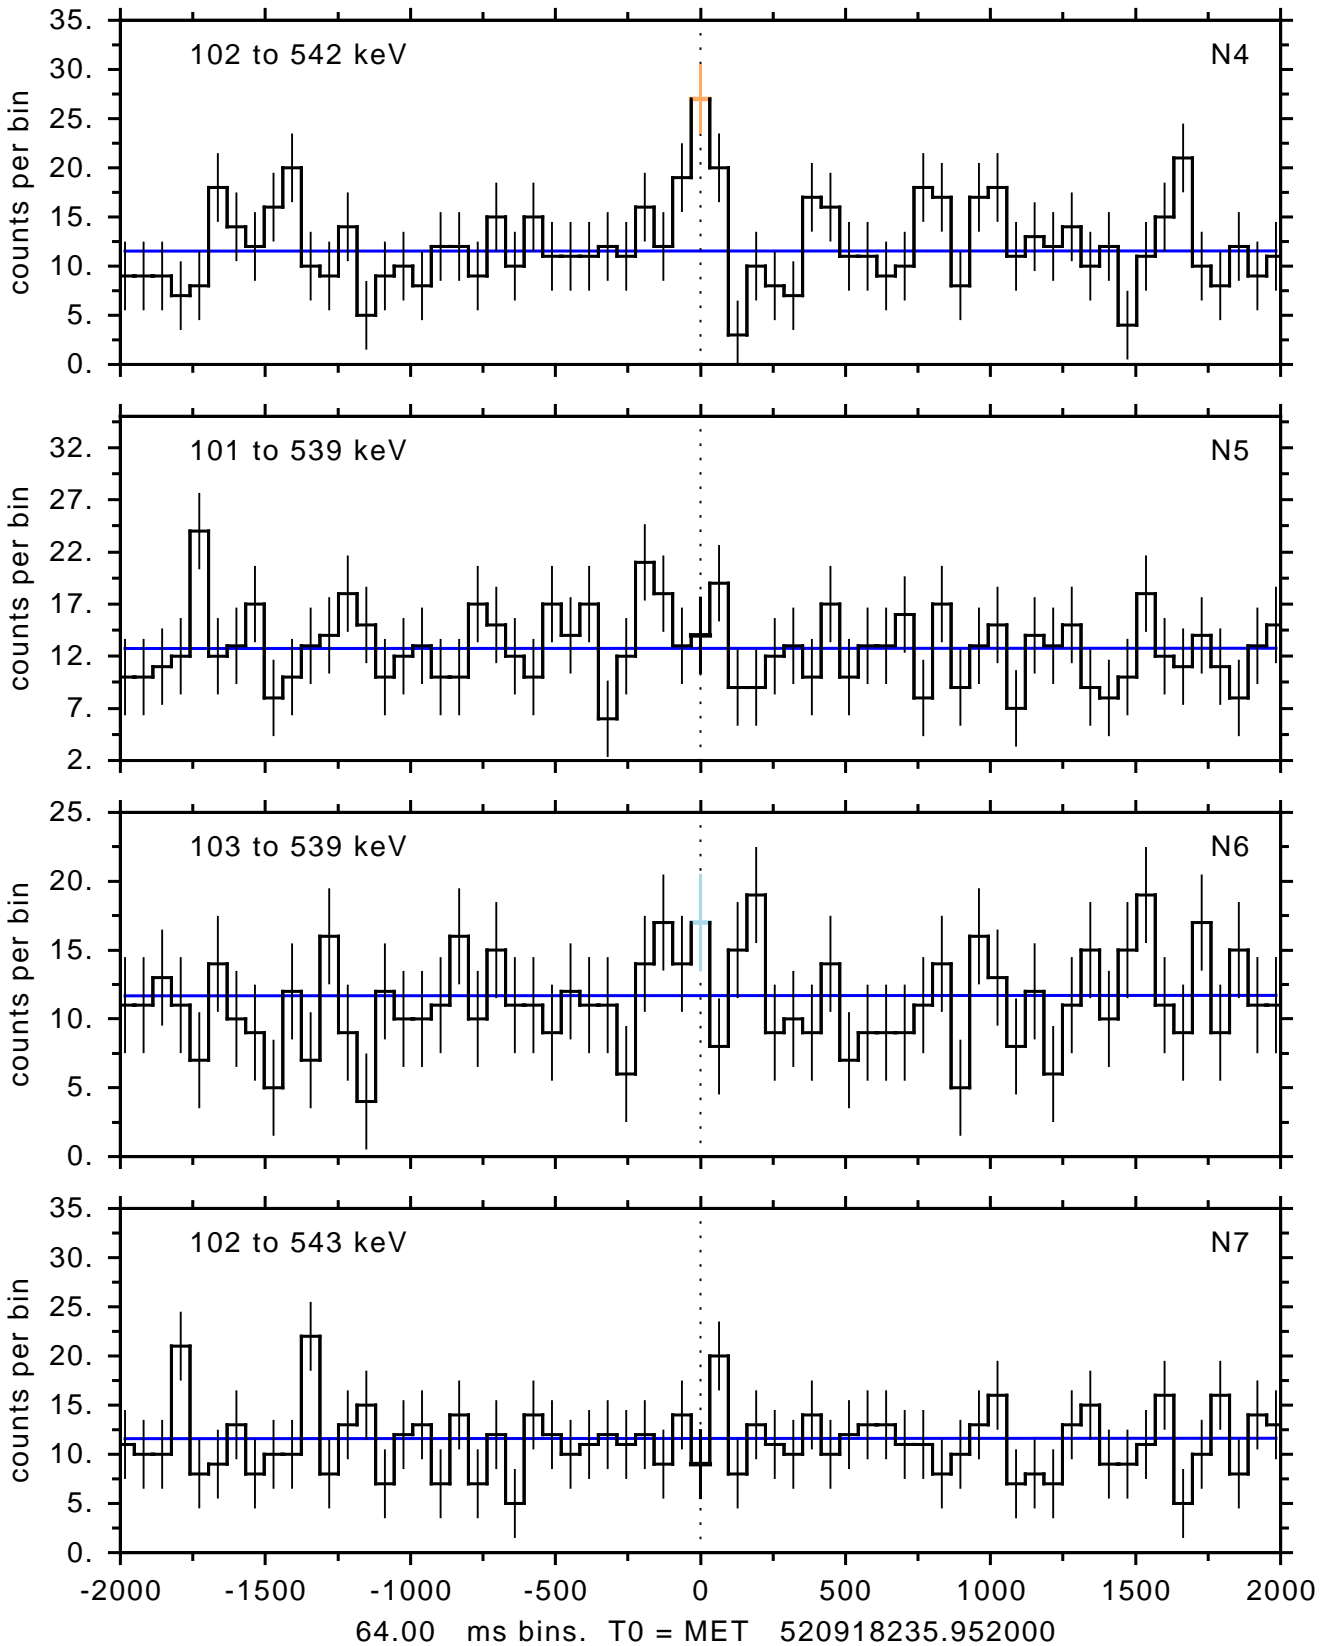 35.
102 to 542 keV N4
30.
25.
20.
15.
10.
5.
0.
counts per bin
101 to 539 keV N5
32.
27.
22.
17.
12.
7.
2.
counts per bin
25.
103 to 539 keV N6
20.
15.
10.
5.
0.
counts per bin
35.
102 to 543 keV N7
30.
25.
20.
15.
10.
5.
0.
counts per bin
-2000 -1500 -1000 -500 0 500 1000 1500 2000
64.00 ms bins. T0 = MET 520918235.952000